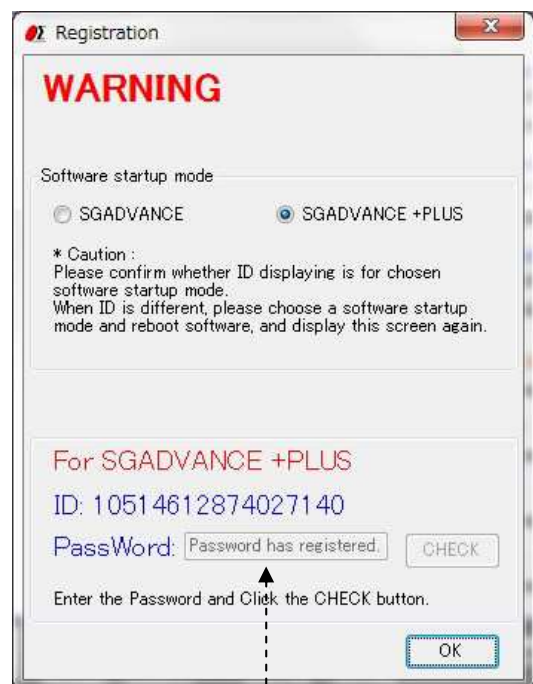 Registration
WARNING
Software startup mode
SGADVANCE
SGADVANCE +PLUS
* Caution :
Please confirm whether ID displaying is for chosen
software startup mode.
When ID is different, please choose a software startup
mode and reboot software, and display this screen again.
For SGADVANCE +PLUS
ID: 10514612874027140
PassWord: Password has registered. CHECK
Enter the Password and Click the CHECK button.
OK